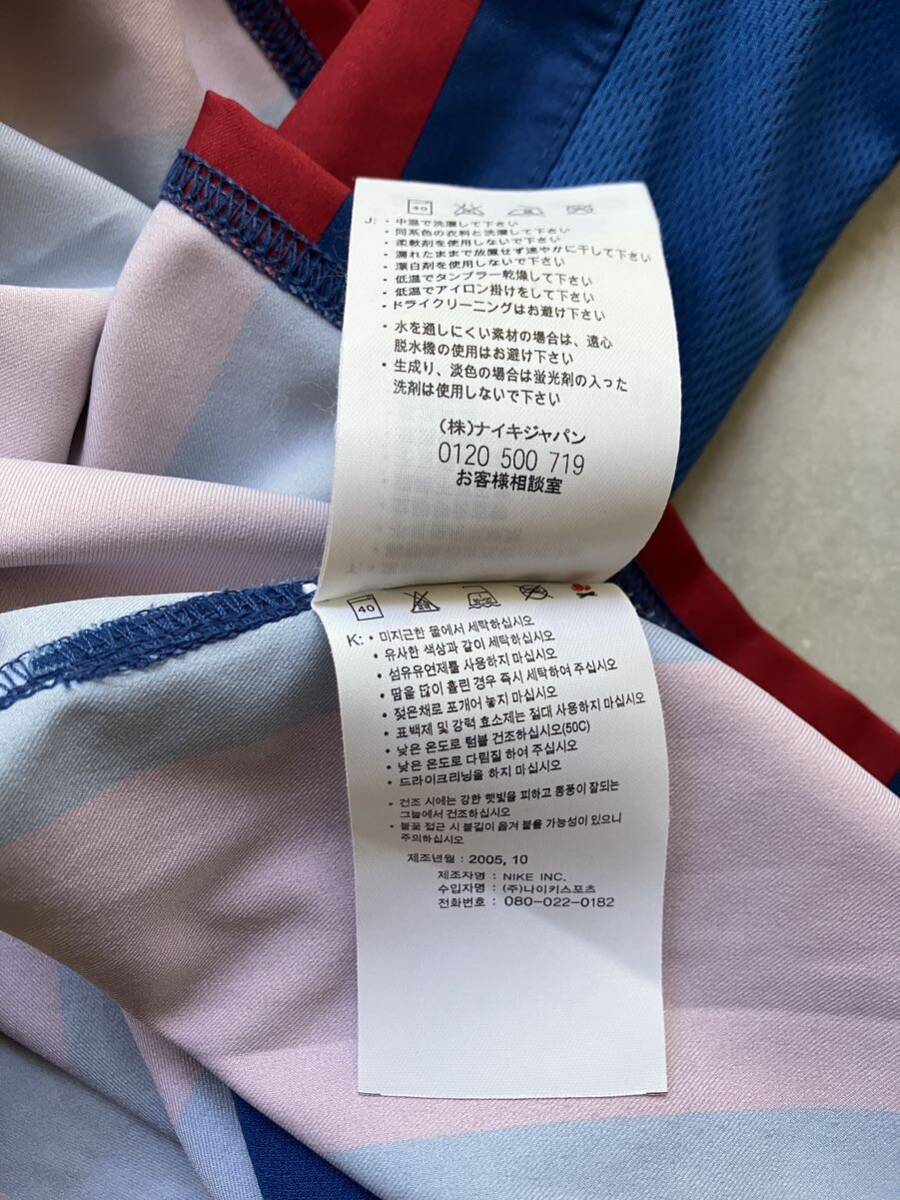 40
J: ・中温で洗濯して下さい
・同系色の衣料と洗濯して下さい
・柔軟剤を使用しないで下さい
・濡れたままで放置せず速やかに干して下さい
・漂白剤を使用しないで下さい
・低温でタンブラー乾燥して下さい
・低温でアイロン掛けをして下さい
・ドライクリーニングはお避け下さい
・水を通しにくい素材の場合は、遠心
脱水機の使用はお避け下さい
・生成り、淡色の場合は蛍光剤の入った
洗剤は使用しないで下さい
(株)ナイキジャパン
0120 500 719
お客様相談室
40
K: • 미지근한 물에서 세탁하십시오
• 유사한 색상과 같이 세탁하십시오
• 섬유유연제를 사용하지 마십시오
• 땀을 많이 흘린 경우 즉시 세탁하여 주십시오
• 젖은채로 포개어 놓지 마십시오
• 표백제 및 강력 효소제는 절대 사용하지 마십시오
• 낮은 온도로 텀블 건조하십시오(50C)
• 낮은 온도로 다림질 하여 주십시오
• 드라이크리닝을 하지 마십시오
• 건조 시에는 강한 햇빛을 피하고 통풍이 잘되는
그늘에서 건조하십시오
• 불꽃 접근 시 불길이 옮겨 붙을 가능성이 있으니
주의하십시오
제조년월 : 2005, 10
제조자명 : NIKE INC.
수입자명 : (주)나이키스포츠
전화번호 : 080-022-0182